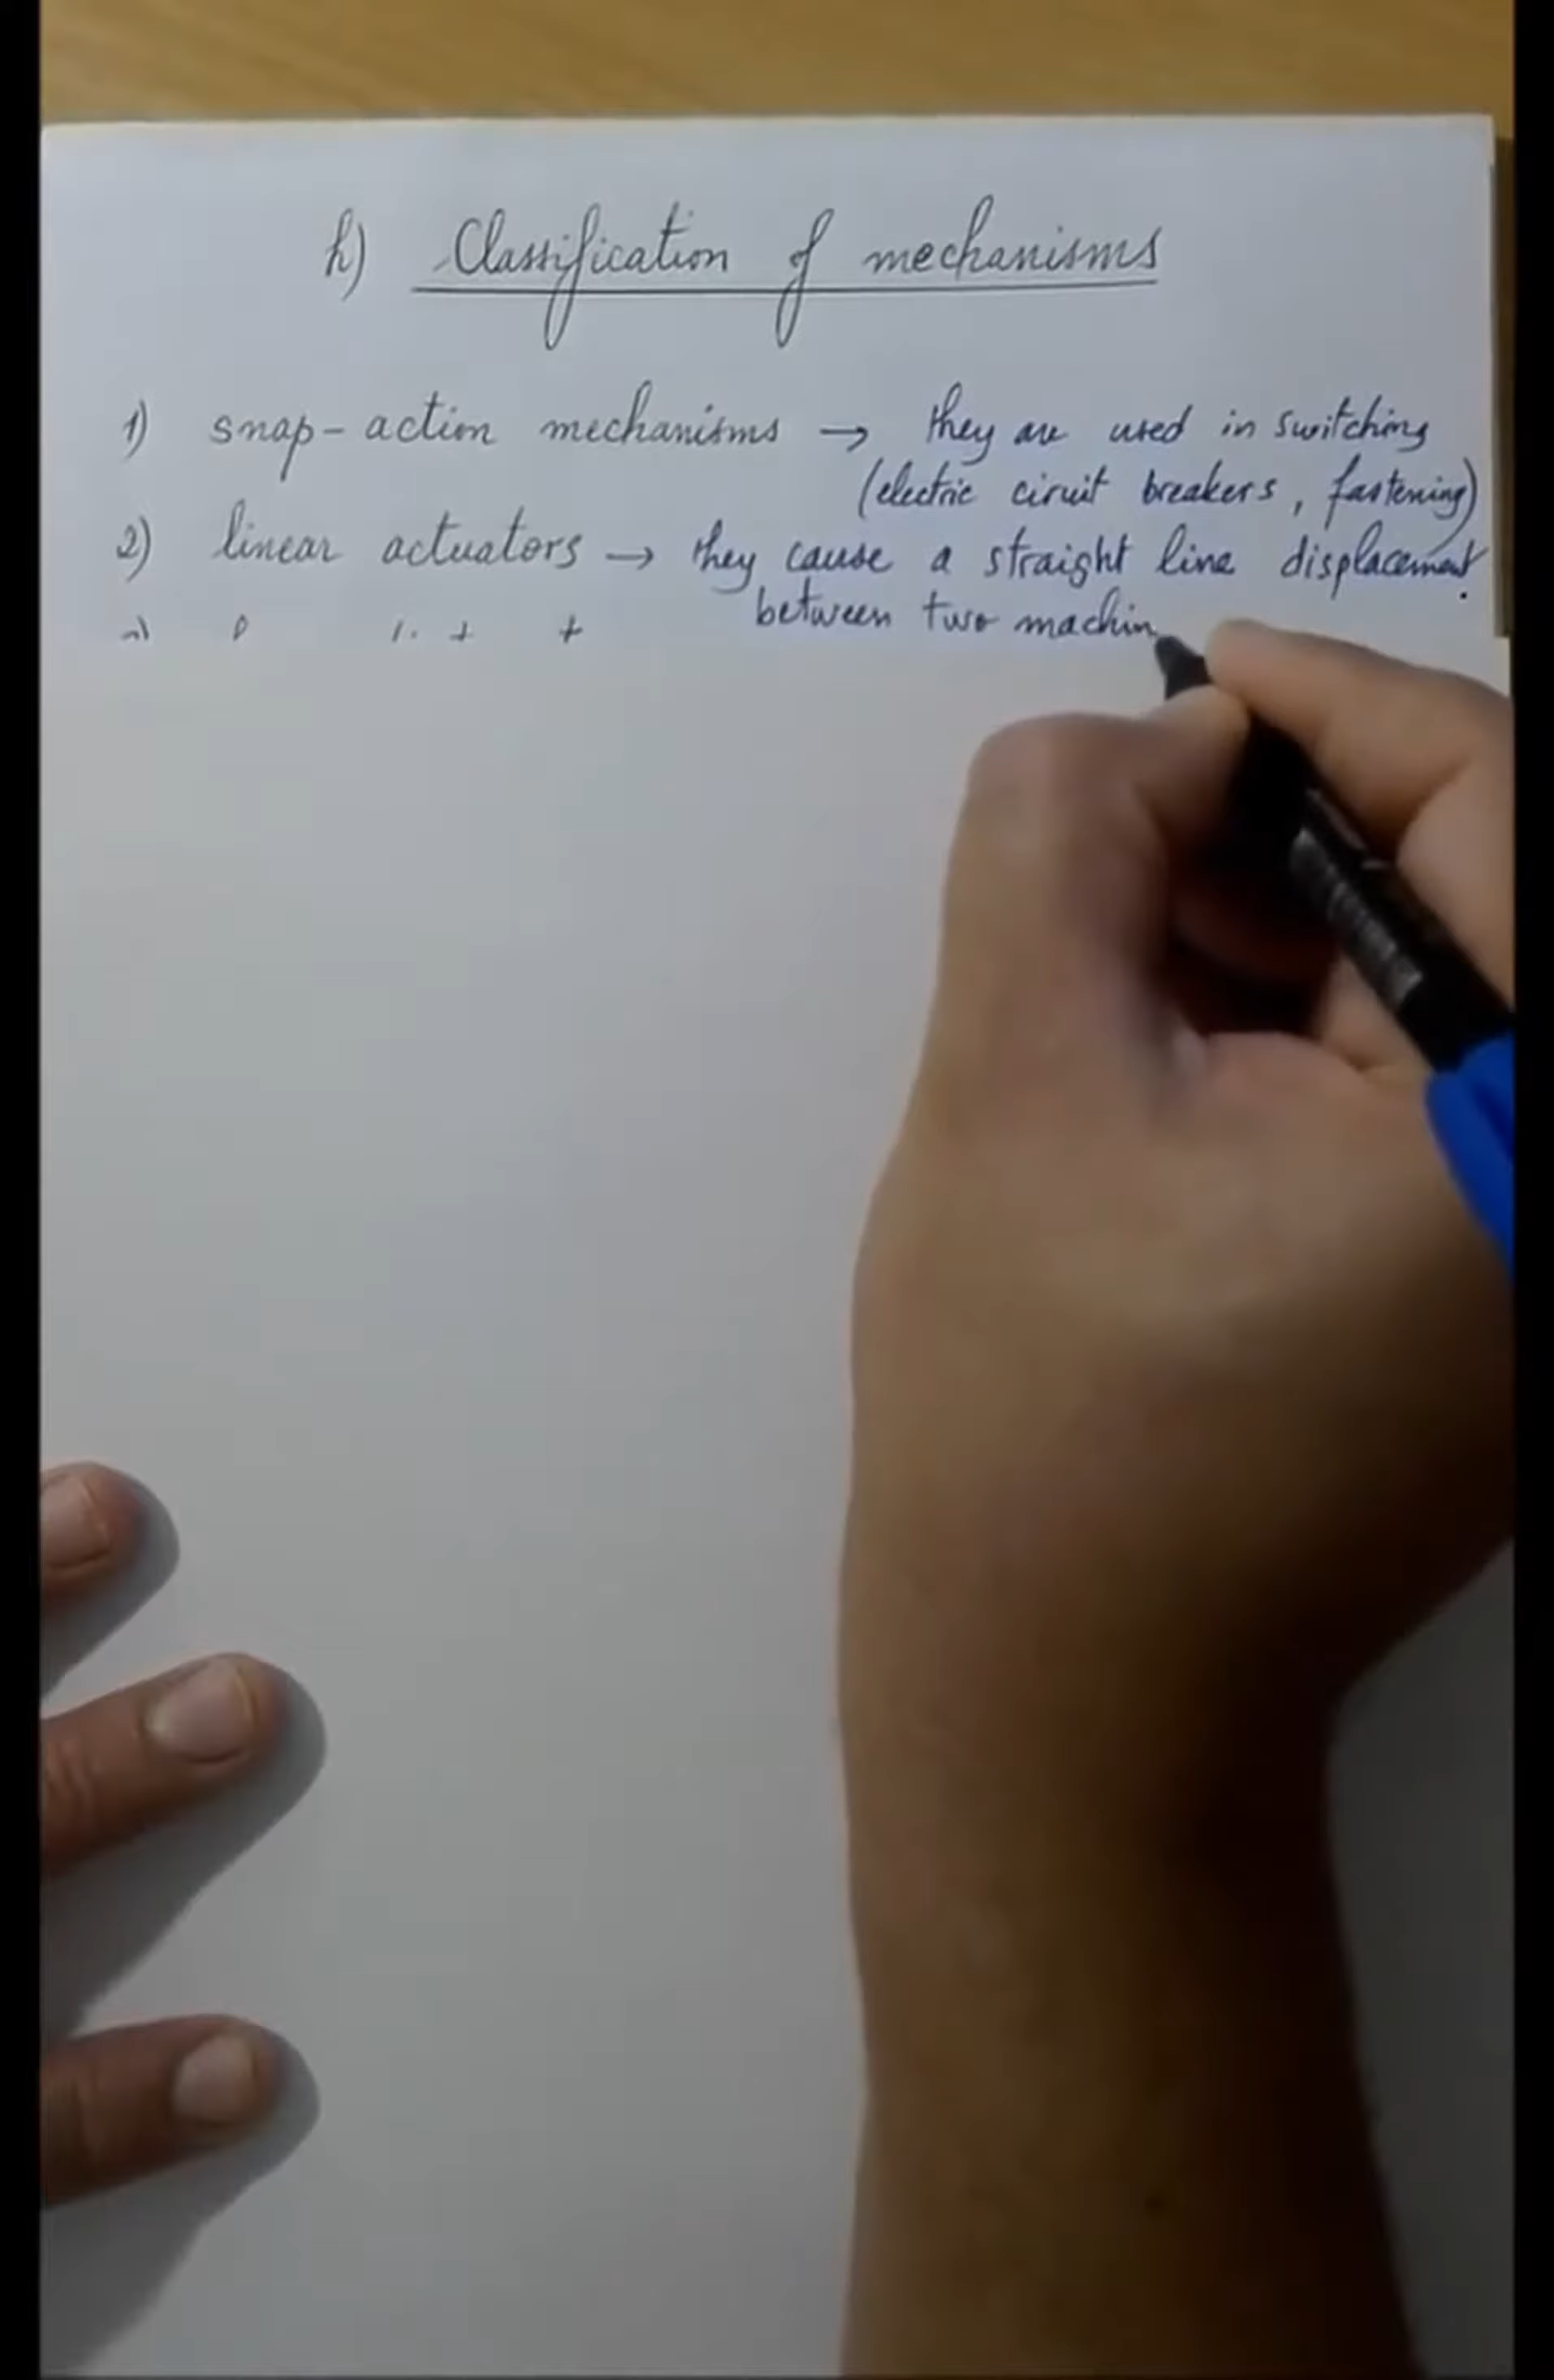 h) Classification of mechanisms
1) snap-action mechanisms → they are used in switching
(electric ciruit breakers, fastening)
2) linear actuators → they cause a straight line displacement
between two machin